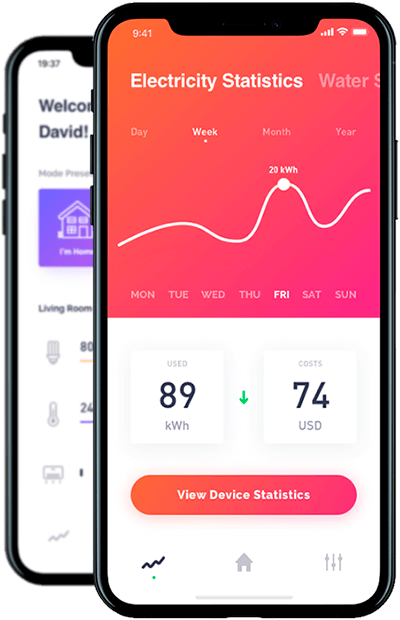 19:37
Welcom
David!
Mode Prese
I'm Home
Living Room
80
24
9:41
Electricity Statistics Water S
Day Week Month Year
20 kWh
MON TUE WED THU FRI SAT SUN
USED COSTS
89 74
kWh USD
View Device Statistics